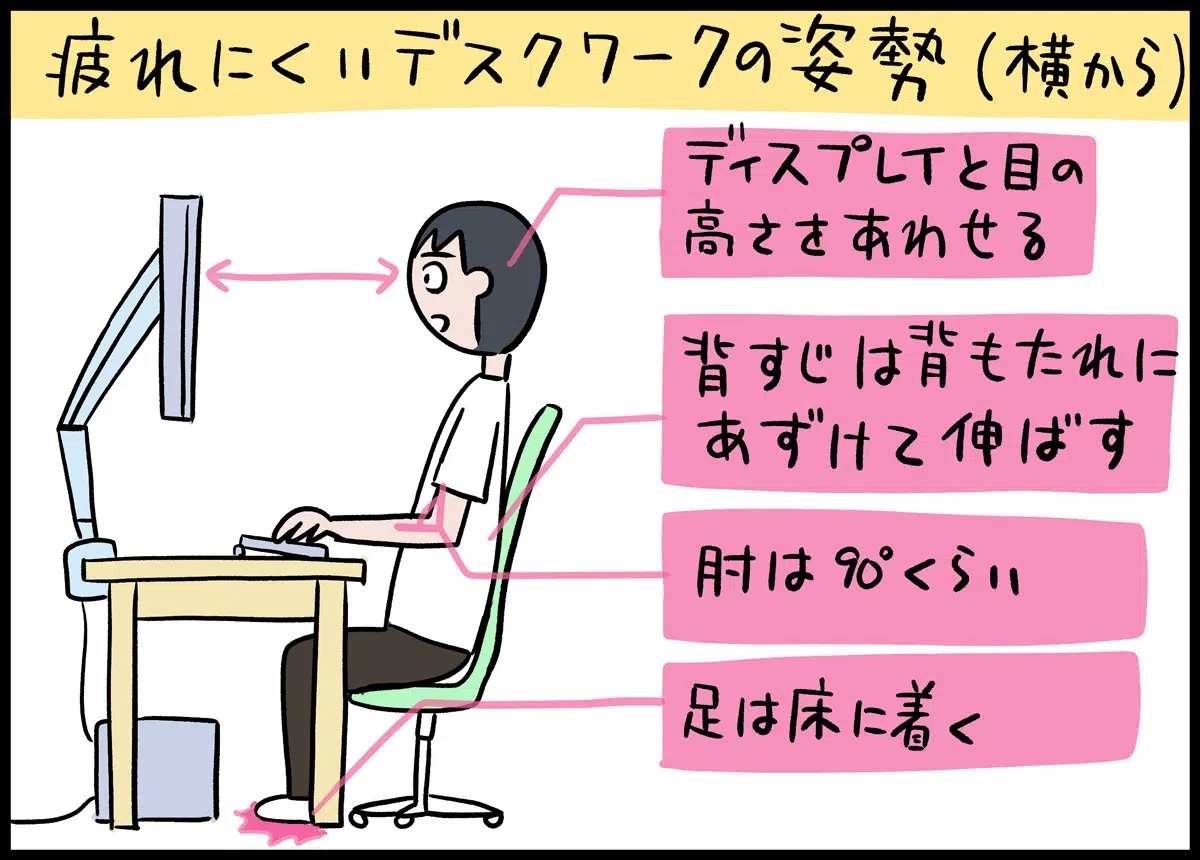 疲れにくいデスクワークの姿勢(横から)
ディスプレイと目の
高さをあわせる
背すじは背もたれに
あずけて伸ばす
肘は90°くらい
足は床に着く